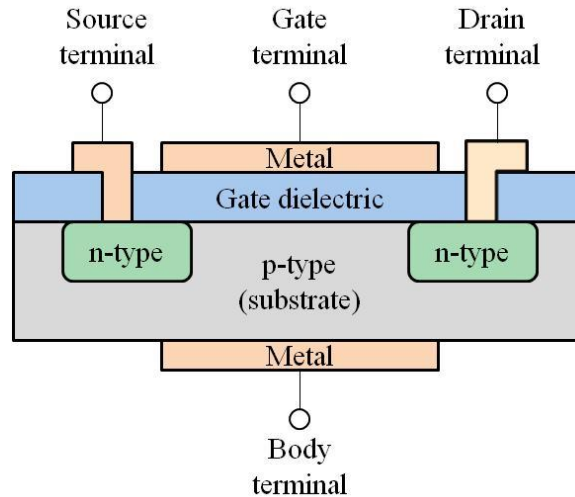 Source
terminal
Gate
terminal
Drain
terminal
Metal
Gate dielectric
n-type
p-type
(substrate)
n-type
Metal
Body
terminal